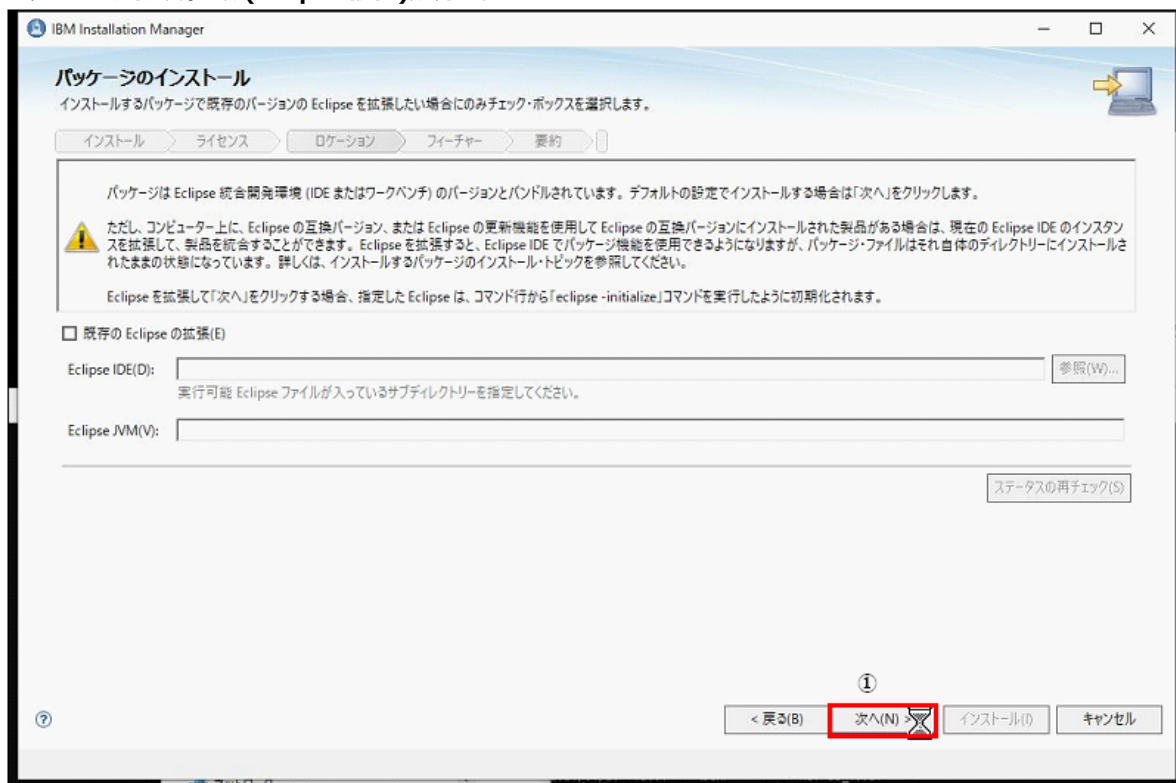 IBM Installation Manager
パッケージのインストール
インストールするパッケージで既存のバージョンの Eclipse を拡張したい場合にのみチェック・ボックスを選択します。
インストール ライセンス ロケーション フィーチャー 要約
パッケージは Eclipse 統合開発環境 (IDE またはワークベンチ) のバージョンとバンドルされています。デフォルトの設定でインストールする場合は「次へ」をクリックします。
ただし、コンピューター上に、Eclipse の互換バージョン、または Eclipse の更新機能を使用して Eclipse の互換バージョンにインストールされた製品がある場合は、現在の Eclipse IDE のインスタン
スを拡張して、製品を統合することができます。Eclipse を拡張すると、Eclipse IDE でパッケージ機能を使用できるようになりますが、パッケージ・ファイルはそれ自体のディレクトリーにインストールさ
れたままの状態になっています。詳しくは、インストールするパッケージのインストール・トピックを参照してください。
Eclipse を拡張して「次へ」をクリックする場合、指定した Eclipse は、コマンド行から「eclipse -initialize」コマンドを実行したように初期化されます。
既存の Eclipse の拡張(E)
Eclipse IDE(D): 参照(W)...
実行可能 Eclipse ファイルが入っているサブディレクトリーを指定してください。
Eclipse JVM(V):
ステータスの再チェック(S)
①
< 戻る(B) 次へ(N) > インストール(I) キャンセル